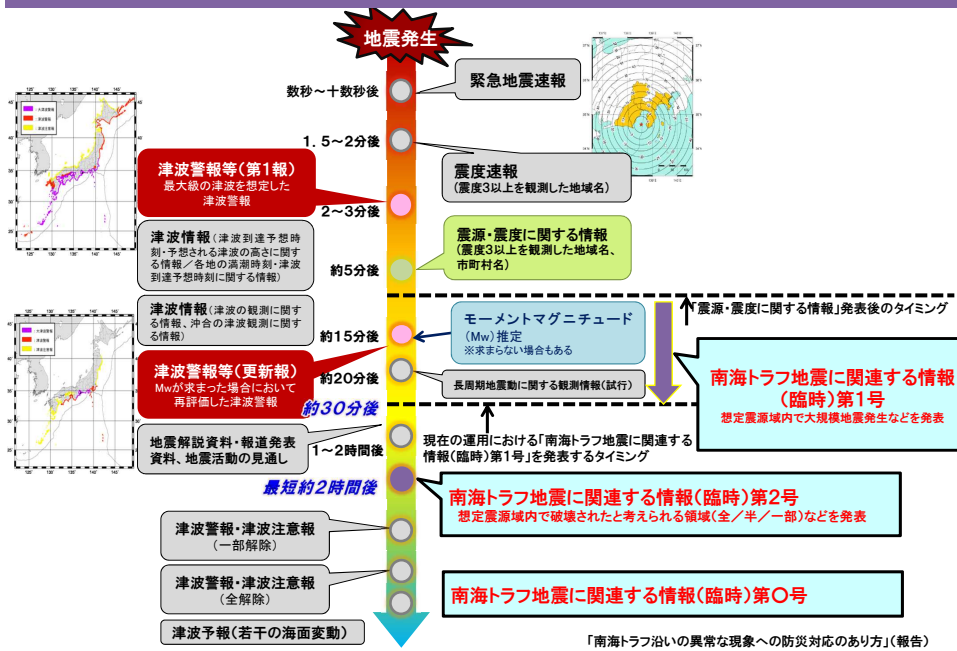 地震発生
数秒～十数秒後
緊急地震速報
1．5～2分後
震度速報
(震度3以上を観測した地域名)
津波警報等(第1報)
最大級の津波を想定した
津波警報
2～3分後
津波情報(津波到達予想時
刻・予想される津波の高さに関す
る情報／各地の満潮時刻・津波
到達予想時刻に関する情報)
震源・震度に関する情報
(震度3以上を観測した地域名、
市町村名)
約5分後
「震源・震度に関する情報」発表後のタイミング
津波情報(津波の観測に関す
る情報、沖合の津波観測に関す
る情報)
約15分後
モーメントマグニチュード
(Mw)推定
※求まらない場合もある
津波警報等(更新報)
Mwが求まった場合において
再評価した津波警報
約20分後
長周期地震動に関する観測情報(試行)
南海トラフ地震に関連する情報
(臨時)第1号
想定震源域内で大規模地震発生などを発表
約30分後
現在の運用における「南海トラフ地震に関連する
情報(臨時)第1号」を発表するタイミング
地震解説資料・報道発表
資料、地震活動の見通し
1～2時間後
最短約2時間後
南海トラフ地震に関連する情報(臨時)第2号
想定震源域内で破壊されたと考えられる領域(全／半／一部)などを発表
津波警報・津波注意報
(一部解除)
津波警報・津波注意報
(全解除)
南海トラフ地震に関連する情報(臨時)第〇号
津波予報(若干の海面変動)
「南海トラフ沿いの異常な現象への防災対応のあり方」(報告)